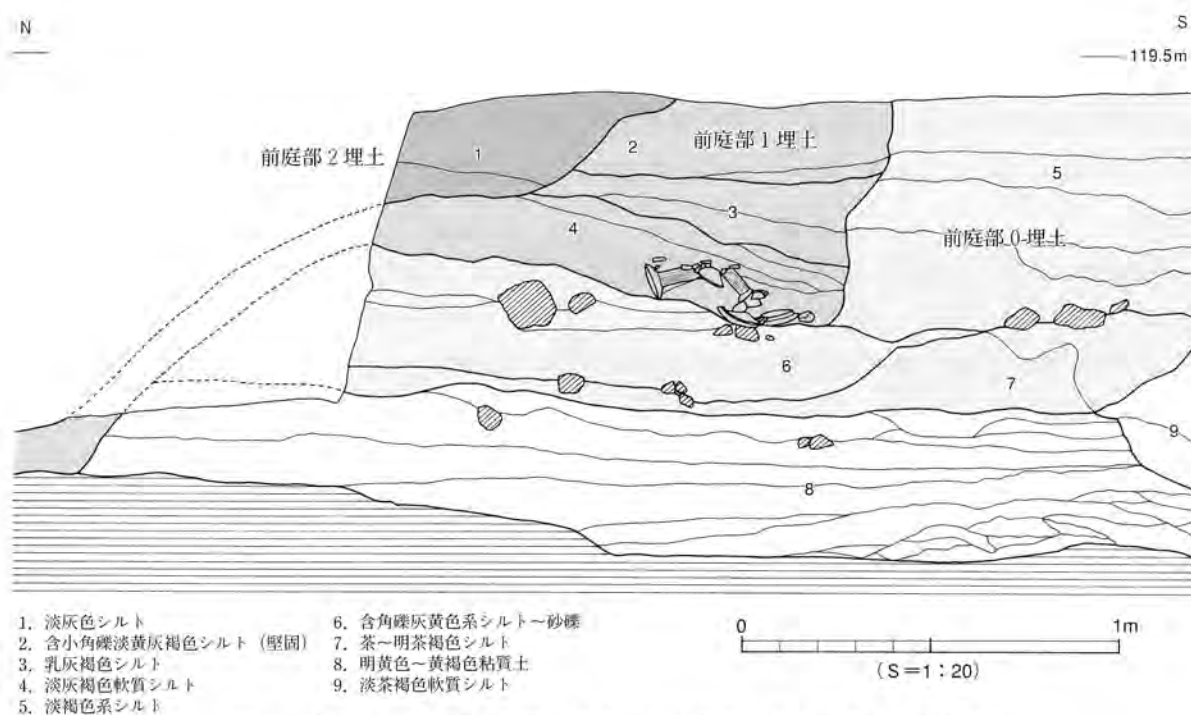 N
S
119.5m
前庭部2埋土
1
2
前庭部1埋土
3
4
5
前庭部0埋土
6
7
8
9
1. 淡灰色シルト
2. 含小角礫淡黄灰褐色シルト（堅固）
3. 乳灰褐色シルト
4. 淡灰褐色軟質シルト
5. 淡褐色系シルト
6. 含角礫灰黄色系シルト～砂礫
7. 茶～明茶褐色シルト
8. 明黄色～黄褐色粘質土
9. 淡茶褐色軟質シルト
0
1m
（S＝1：20）